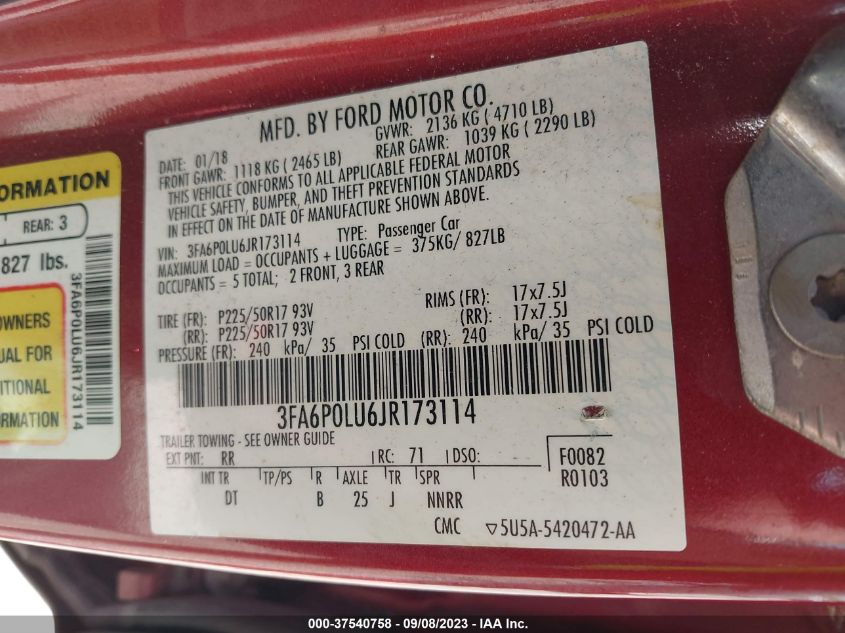 MFD. BY FORD MOTOR CO.
DATE: 01/18 GVWR: 2136 KG ( 4710 LB)
FRONT GAWR: 1118 KG ( 2465 LB) REAR GAWR: 1039 KG ( 2290 LB)
THIS VEHICLE CONFORMS TO ALL APPLICABLE FEDERAL MOTOR
VEHICLE SAFETY, BUMPER, AND THEFT PREVENTION STANDARDS
IN EFFECT ON THE DATE OF MANUFACTURE SHOWN ABOVE.
VIN: 3FA6P0LU6JR173114 TYPE: Passenger Car
MAXIMUM LOAD = OCCUPANTS + LUGGAGE = 375KG/ 827LB
OCCUPANTS = 5 TOTAL; 2 FRONT, 3 REAR
TIRE (FR): P225/50R17 93V RIMS (FR): 17x7.5J
(RR): P225/50R17 93V (RR): 17x7.5J
PRESSURE (FR): 240 kPa/ 35 PSI COLD (RR): 240 kPa/ 35 PSI COLD
3FA6P0LU6JR173114
TRAILER TOWING - SEE OWNER GUIDE
EXT PNT: RR RC: 71 DSO: F0082
INT TR TP/PS R AXLE TR SPR R0103
DT B 25 J NNRR
CMC ▽5U5A-5420472-AA
ORMATION
REAR: 3
827 lbs.
OWNERS
UAL FOR
ITIONAL
RMATION
3FA6P0LU6JR173114
000-37540758 - 09/08/2023 - IAA Inc.